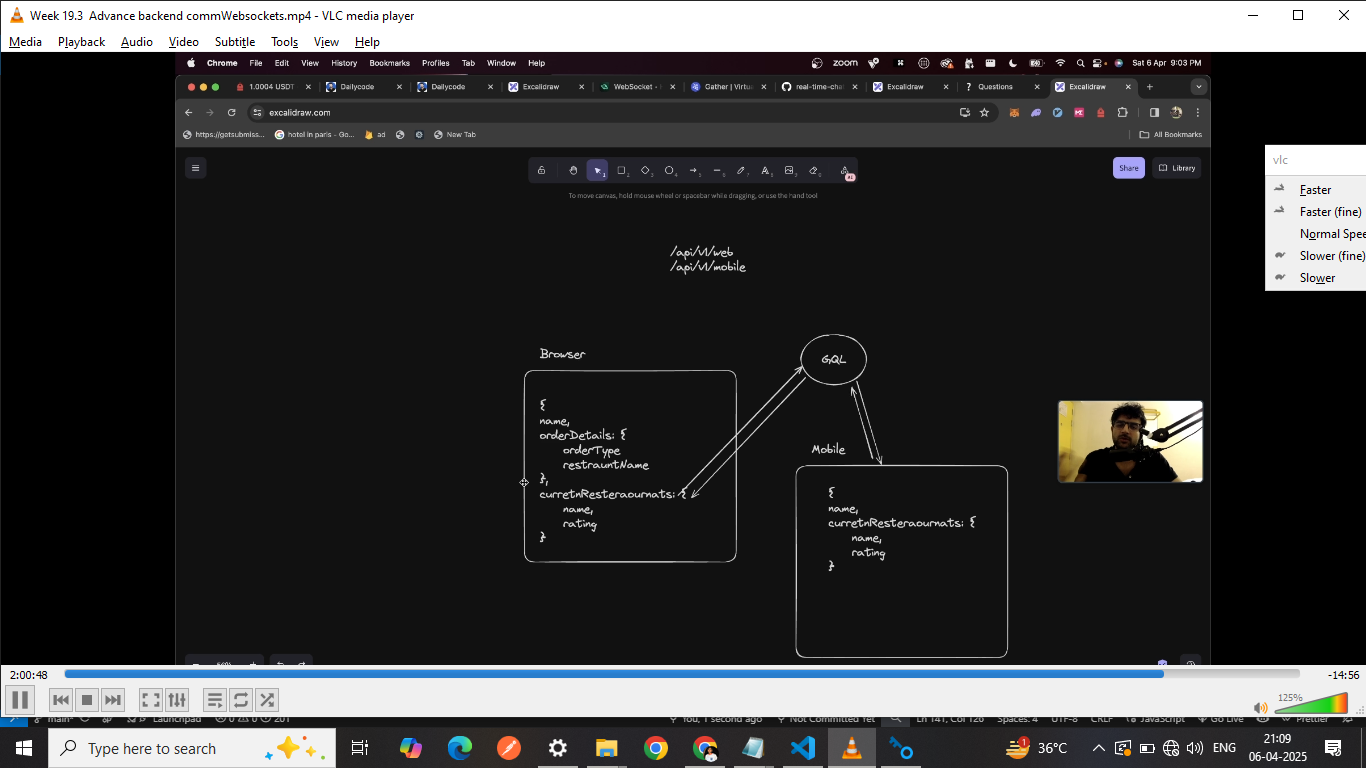 Week 19.3  Advance backend commWebsockets.mp4 - VLC media player
Media Playback Audio Video Subtitle Tools View Help
Chrome File Edit View History Bookmarks Profiles Tab Window Help
zoom
Sat 6 Apr 9:03 PM
1.0004 USDT
Dailycode
Dailycode
Excalidraw
WebSocket -
Gather | Virtu
real-time-cha
Excalidraw
Questions
Excalidraw
excalidraw.com
https://getsubmiss...
hotel in paris - Go...
ad
New Tab
All Bookmarks
Share
Library
To move canvas, hold mouse wheel or spacebar while dragging, or use the hand tool
/api/v1/web
/api/v1/mobile
Browser
{
name,
orderDetails: {
orderType
restrauntName
},
curretnResteraournats: {
name,
rating
}
GQL
Mobile
{
name,
curretnResteraournats: {
name,
rating
}
vlc
Faster
Faster (fine)
Normal Spee
Slower (fine)
Slower
2:00:48
-14:56
125%
main*
Launchpad
0 0 201
You, 1 second ago
Not Committed Yet
Ln 141, Col 126
Spaces: 4
UTF-8
CRLF
JavaScript
Go Live
Prettier
Type here to search
36°C
ENG
21:09
06-04-2025